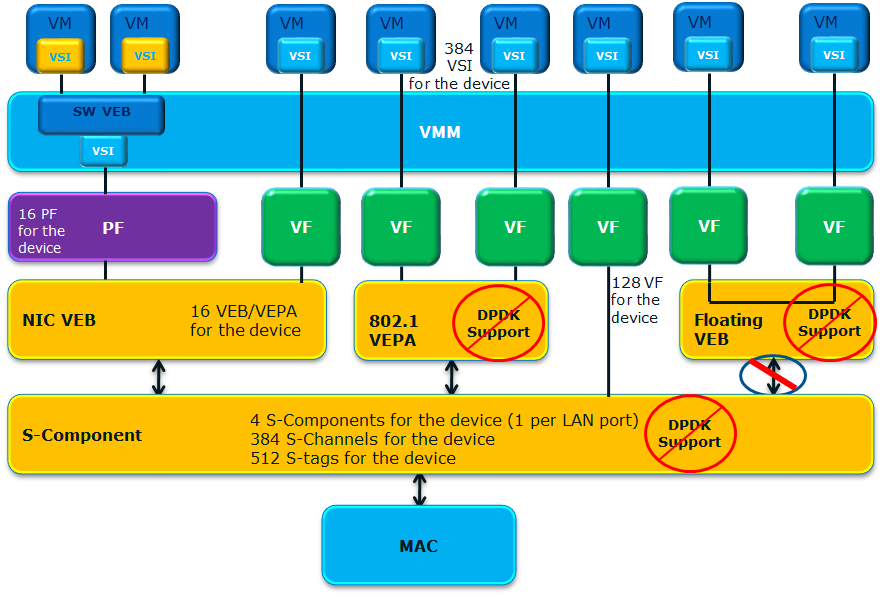 VM
VM
VM
VM
VM
VM
VM
VM
VSI
VSI
VSI
VSI
VSI
VSI
VSI
VSI
384
VSI
for the device
SW VEB
VMM
VSI
16 PF
for the
device
PF
VF
VF
VF
VF
VF
VF
NIC VEB
16 VEB/VEPA
for the device
802.1
VEPA
DPDK
Support
128 VF
for the
device
Floating
VEB
DPDK
Support
S-Component
4 S-Components for the device (1 per LAN port)
384 S-Channels for the device
512 S-tags for the device
DPDK
Support
MAC